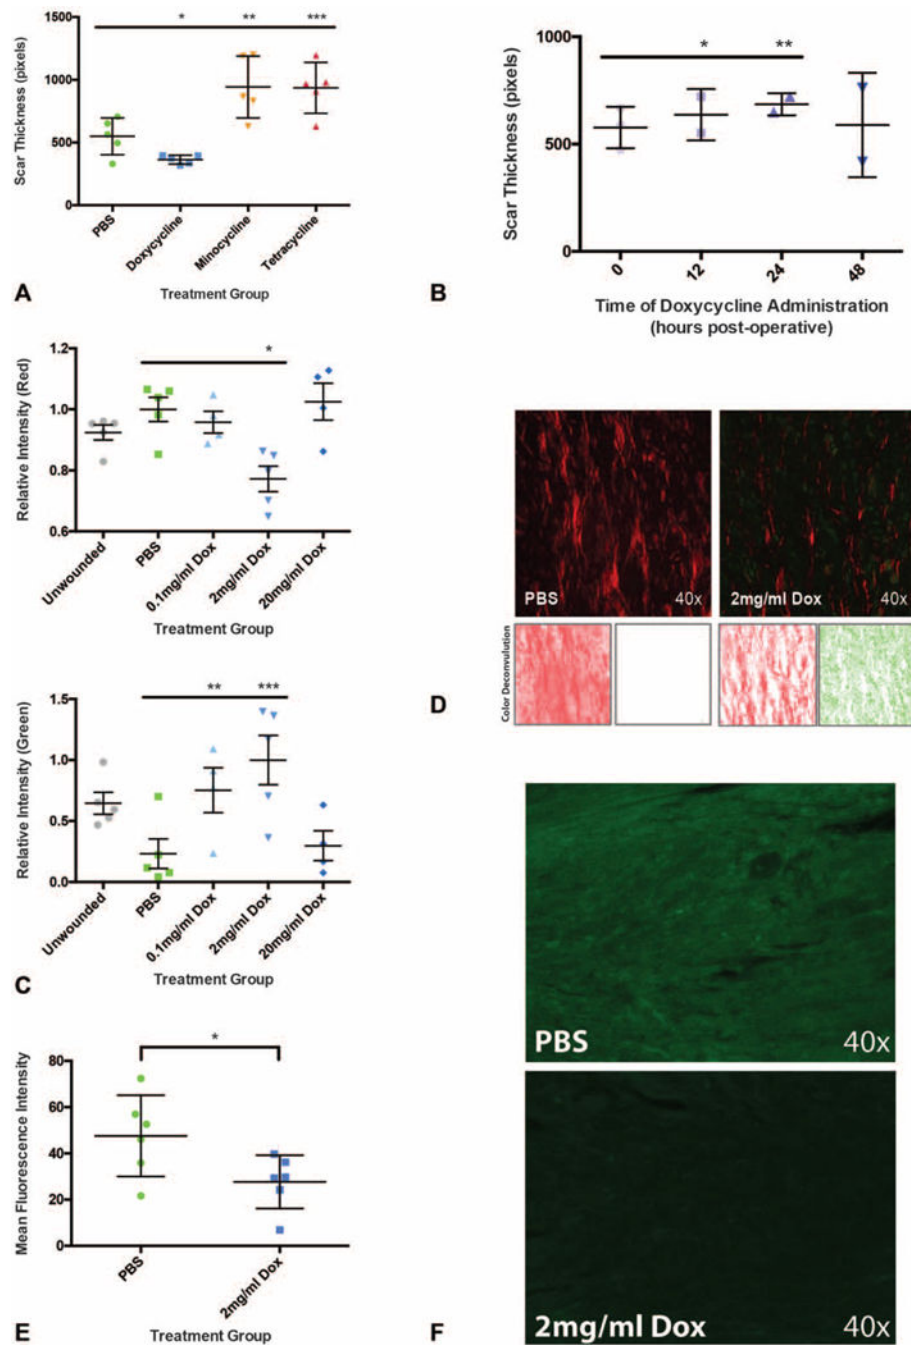 1500
1000
500
0
Scar Thickness (pixels)
*
**
***
PBS
Doxycycline
Minocycline
Tetracycline
Treatment Group
A
1000
500
0
Scar Thickness (pixels)
*
**
0
12
24
48
Time of Doxycycline Administration
(hours post-operative)
B
1.2
1.0
0.8
0.6
Relative Intensity (Red)
*
Unwounded
PBS
0.1mg/ml Dox
2mg/ml Dox
20mg/ml Dox
Treatment Group
1.5
1.0
0.5
0.0
Relative Intensity (Green)
**
***
Unwounded
PBS
0.1mg/ml Dox
2mg/ml Dox
20mg/ml Dox
Treatment Group
C
PBS
40x
2mg/ml Dox
40x
Color Deconvulution
D
80
60
40
20
0
Mean Fluorescence Intensity
*
PBS
2mg/ml Dox
Treatment Group
E
PBS
40x
2mg/ml Dox
40x
F